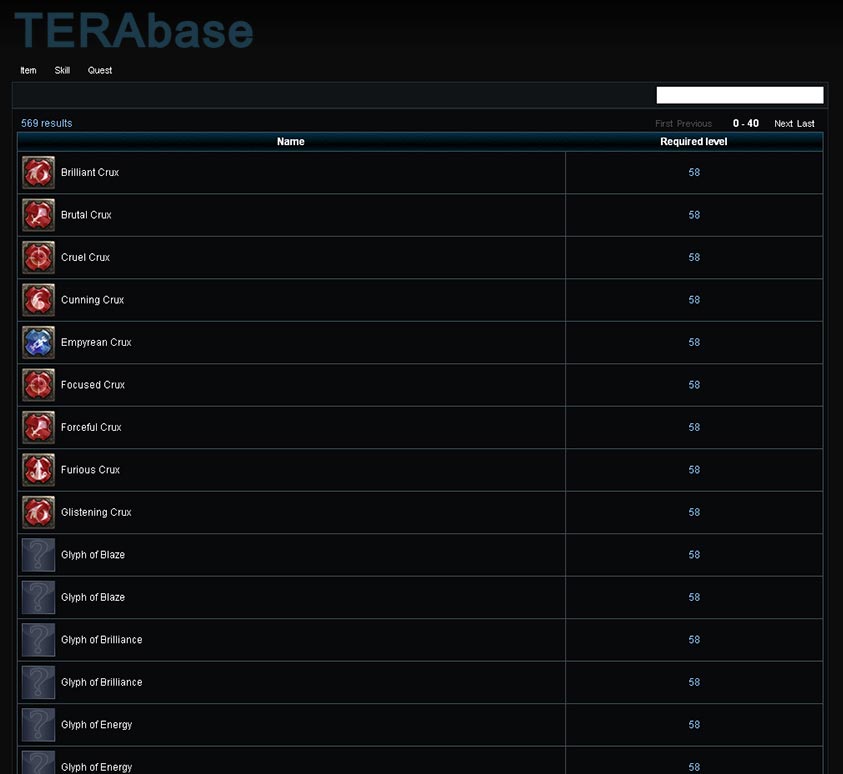 TERAbase
Item Skill Quest
569 results First Previous 0 - 40 Next Last
Name Required level
Brilliant Crux 58
Brutal Crux 58
Cruel Crux 58
Cunning Crux 58
Empyrean Crux 58
Focused Crux 58
Forceful Crux 58
Furious Crux 58
Glistening Crux 58
Glyph of Blaze 58
Glyph of Blaze 58
Glyph of Brilliance 58
Glyph of Brilliance 58
Glyph of Energy 58
Glyph of Energy 58